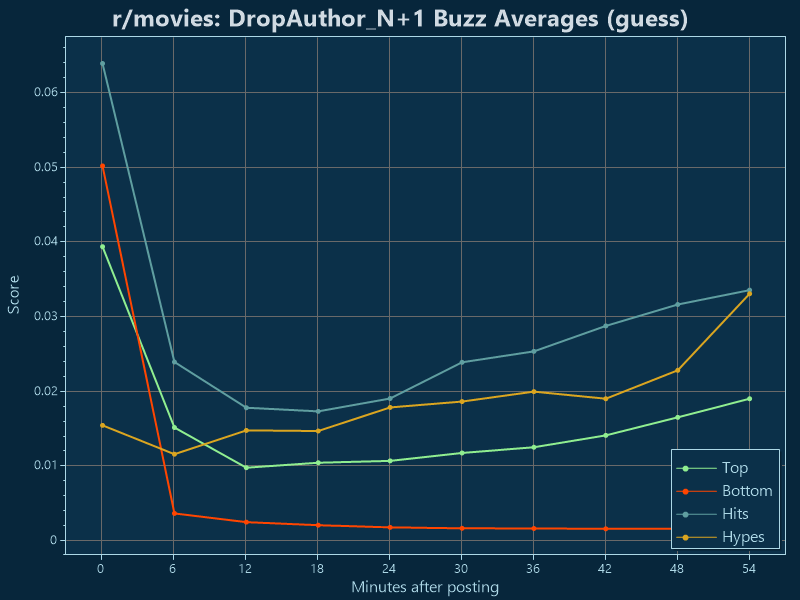 r/movies: DropAuthor_N+1 Buzz Averages (guess)
0.06
0.05
0.04
0.03
0.02
0.01
0
Score
0 6 12 18 24 30 36 42 48 54
Minutes after posting
Top
Bottom
Hits
Hypes